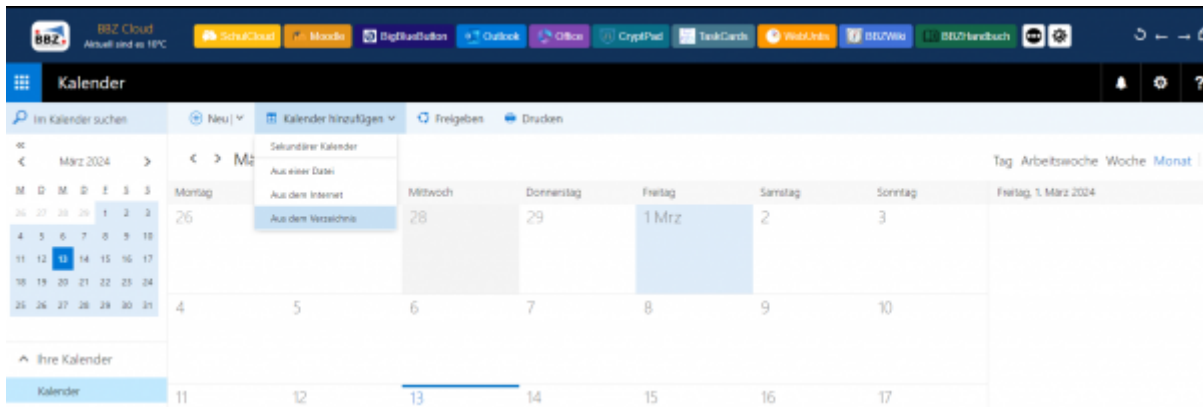 BBZ. BBZ Cloud
Aktuell sind es 10°C
SchulCloud Moodle BigBlueButton Outlook Office CryptPad TaskCards WebUntis BBZWiki BBZHandbuch
Kalender
?
Im Kalender suchen
Neu Kalender hinzufügen Freigeben Drucken
Sekundärer Kalender
Aus einer Datei
Aus dem Internet
Aus dem Verzeichnis
März 2024
M D M D F S S
26 27 28 29 1 2 3
4 5 6 7 8 9 10
11 12 13 14 15 16 17
18 19 20 21 22 23 24
25 26 27 28 29 30 31
Ihre Kalender
Kalender
Mä
Tag Arbeitswoche Woche Monat
Montag Mittwoch Donnerstag Freitag Samstag Sonntag Freitag, 1. März 2024
26 28 29 1 Mrz 2 3
4 5 6 7 8 9 10
11 12 13 14 15 16 17